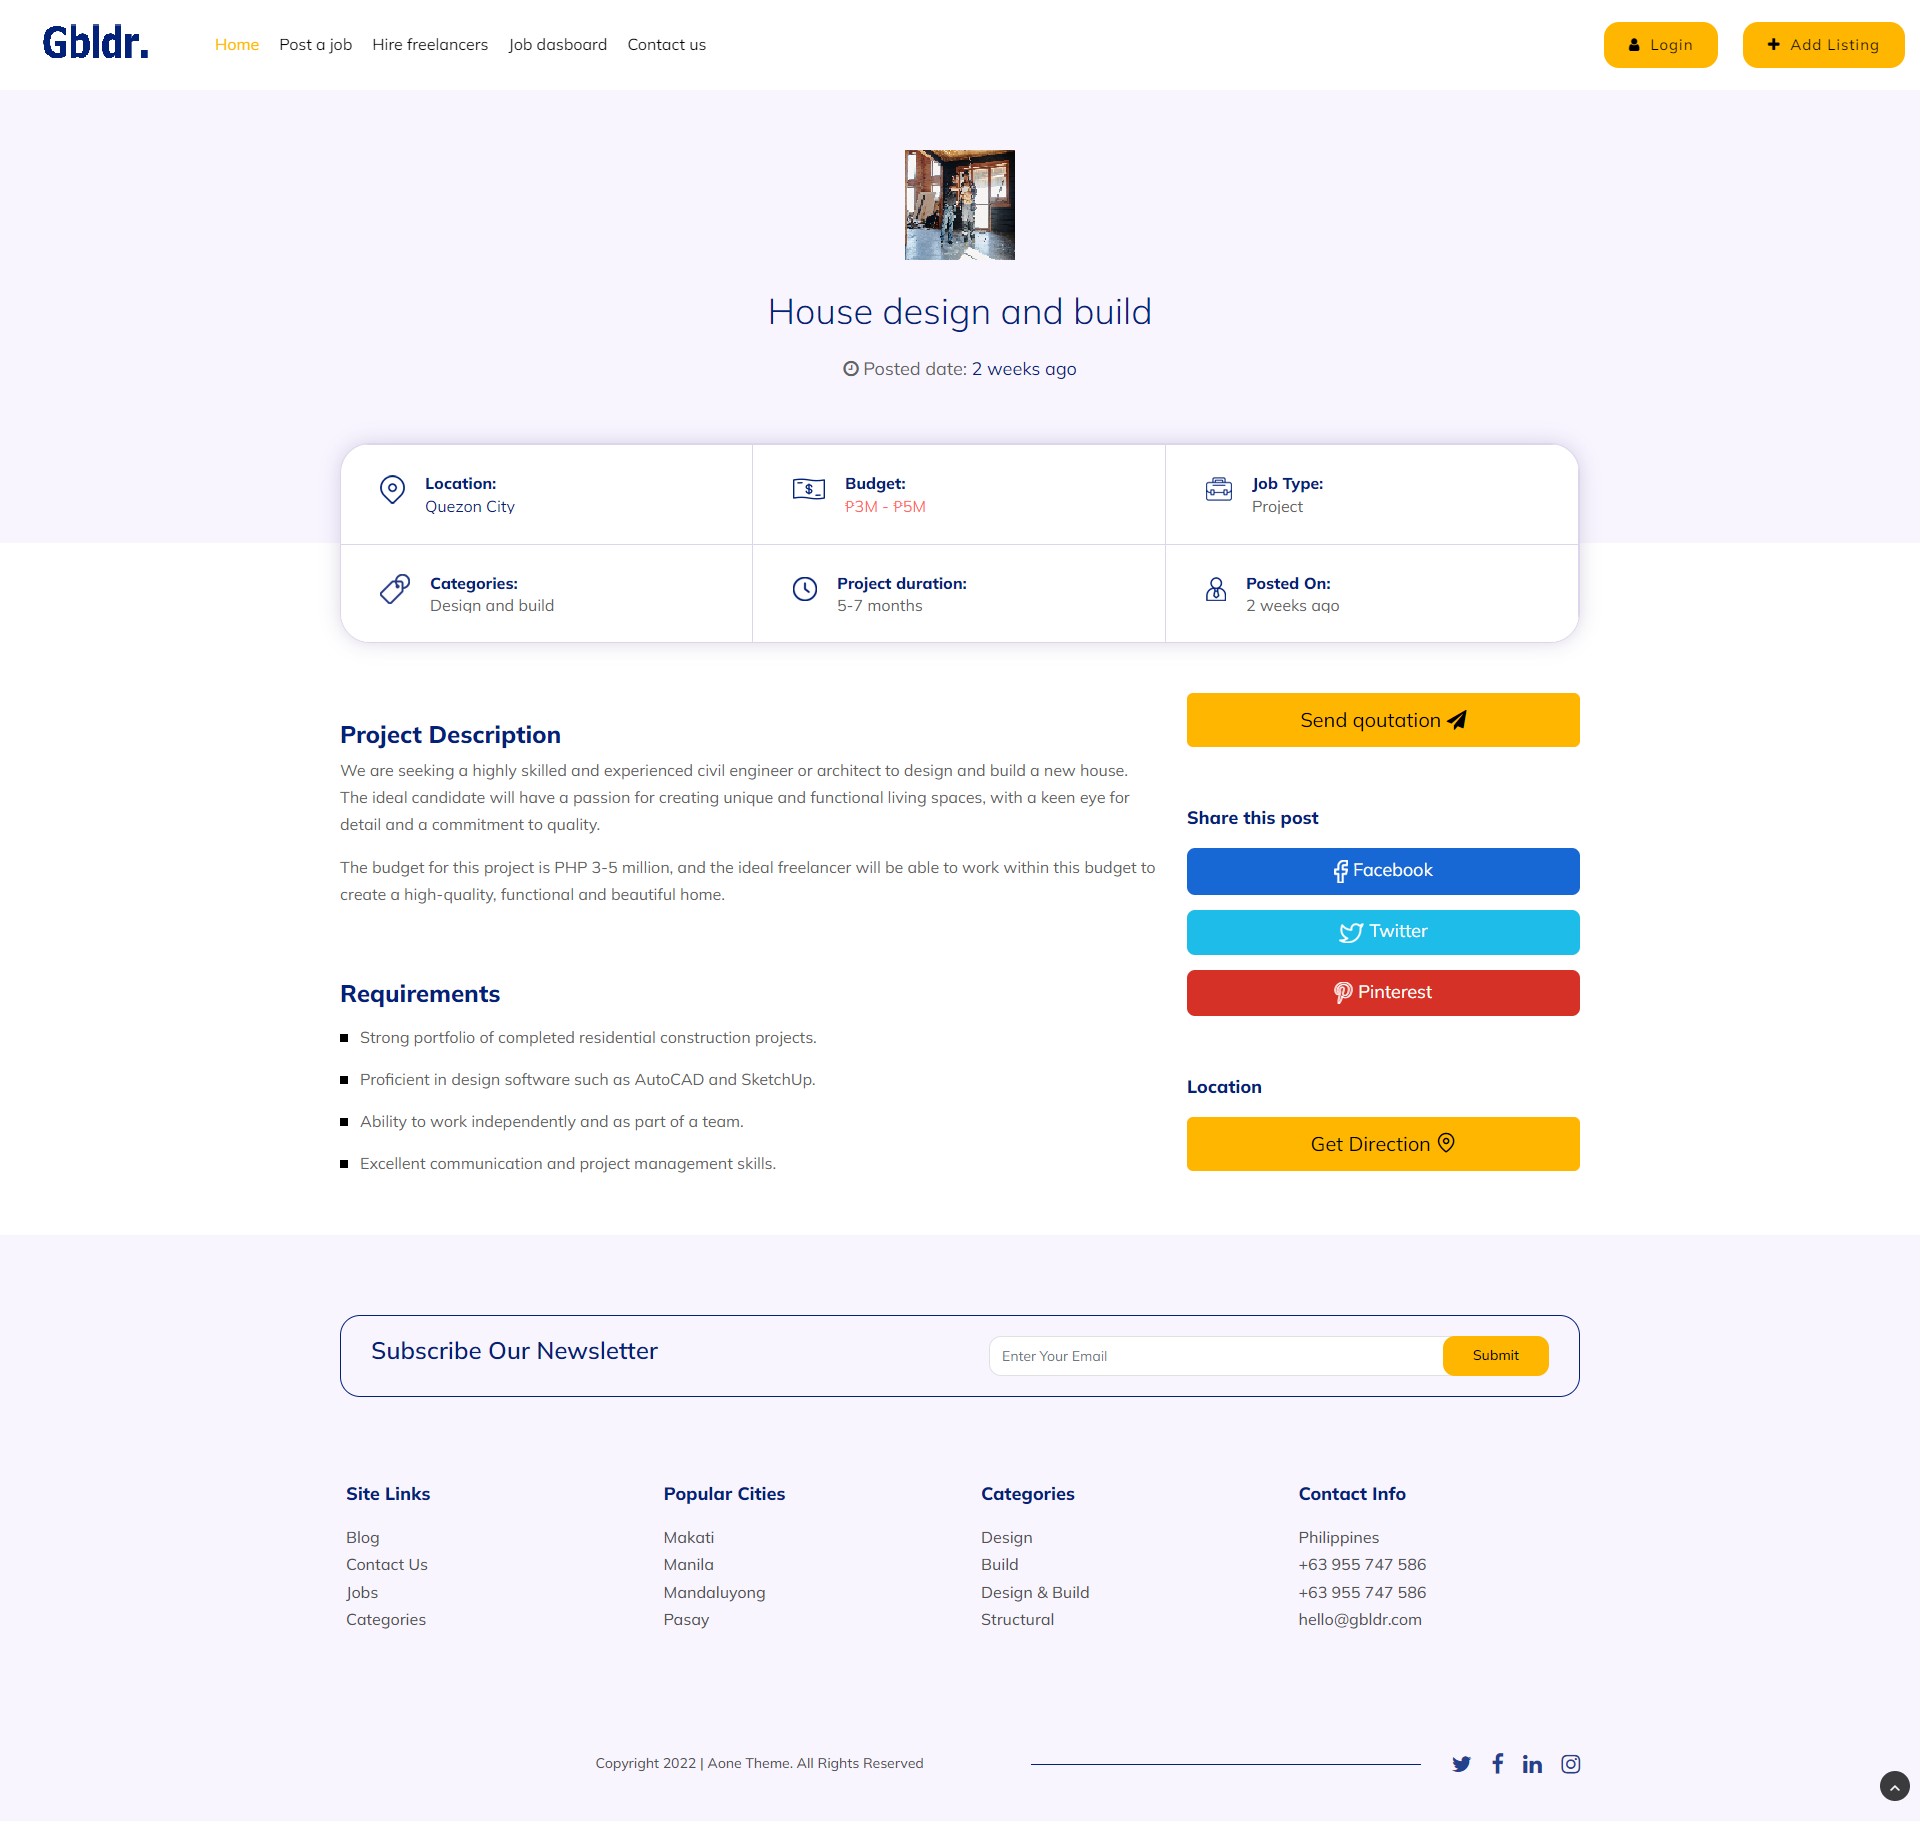 Gbldr.
Home Post a job Hire freelancers Job dasboard Contact us
Login
Add Listing
House design and build
Posted date: 2 weeks ago
Location:
Quezon City
Budget:
₱3M - ₱5M
Job Type:
Project
Categories:
Design and build
Project duration:
5-7 months
Posted On:
2 weeks ago
Project Description
We are seeking a highly skilled and experienced civil engineer or architect to design and build a new house.
The ideal candidate will have a passion for creating unique and functional living spaces, with a keen eye for
detail and a commitment to quality.
The budget for this project is PHP 3-5 million, and the ideal freelancer will be able to work within this budget to
create a high-quality, functional and beautiful home.
Requirements
Strong portfolio of completed residential construction projects.
Proficient in design software such as AutoCAD and SketchUp.
Ability to work independently and as part of a team.
Excellent communication and project management skills.
Send qoutation
Share this post
Facebook
Twitter
Pinterest
Location
Get Direction
Subscribe Our Newsletter
Enter Your Email
Submit
Site Links
Blog
Contact Us
Jobs
Categories
Popular Cities
Makati
Manila
Mandaluyong
Pasay
Categories
Design
Build
Design & Build
Structural
Contact Info
Philippines
+63 955 747 586
+63 955 747 586
hello@gbldr.com
Copyright 2022 | Aone Theme. All Rights Reserved